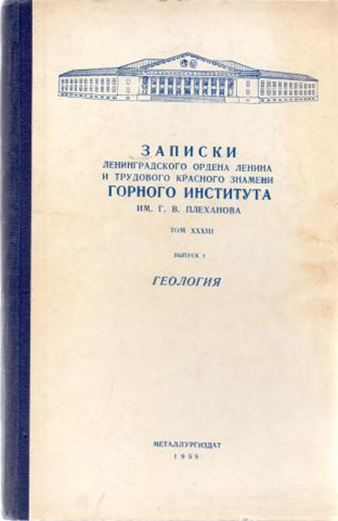 ЗАПИСКИ
ЛЕНИНГРАДСКОГО ОРДЕНА ЛЕНИНА
И ТРУДОВОГО КРАСНОГО ЗНАМЕНИ
ГОРНОГО ИНСТИТУТА
ИМ. Г. В. ПЛЕХАНОВА
ТОМ XXXIII
ВЫПУСК 2
ГЕОЛОГИЯ
МЕТАЛЛУРГИЗДАТ
1958